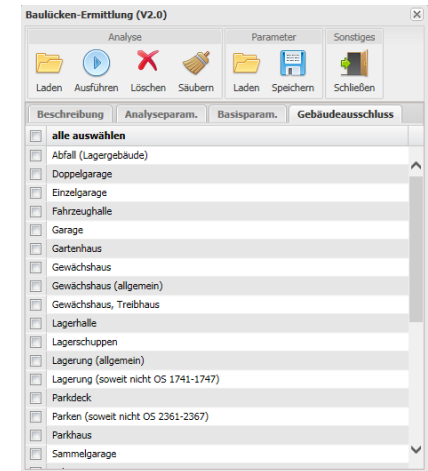 Baulücken-Ermittlung (V2.0)
Analyse Parameter Sonstiges
Laden Ausführen Löschen Säubern Laden Speichern Schließen
Beschreibung Analyseparam. Basisparam. Gebäudeausschluss
alle auswählen
Abfall (Lagergebäude)
Doppelgarage
Einzelgarage
Fahrzeughalle
Garage
Gartenhaus
Gewächshaus
Gewächshaus (allgemein)
Gewächshaus, Treibhaus
Lagerhalle
Lagerschuppen
Lagerung (allgemein)
Lagerung (soweit nicht OS 1741-1747)
Parkdeck
Parken (soweit nicht OS 2361-2367)
Parkhaus
Sammelgarage